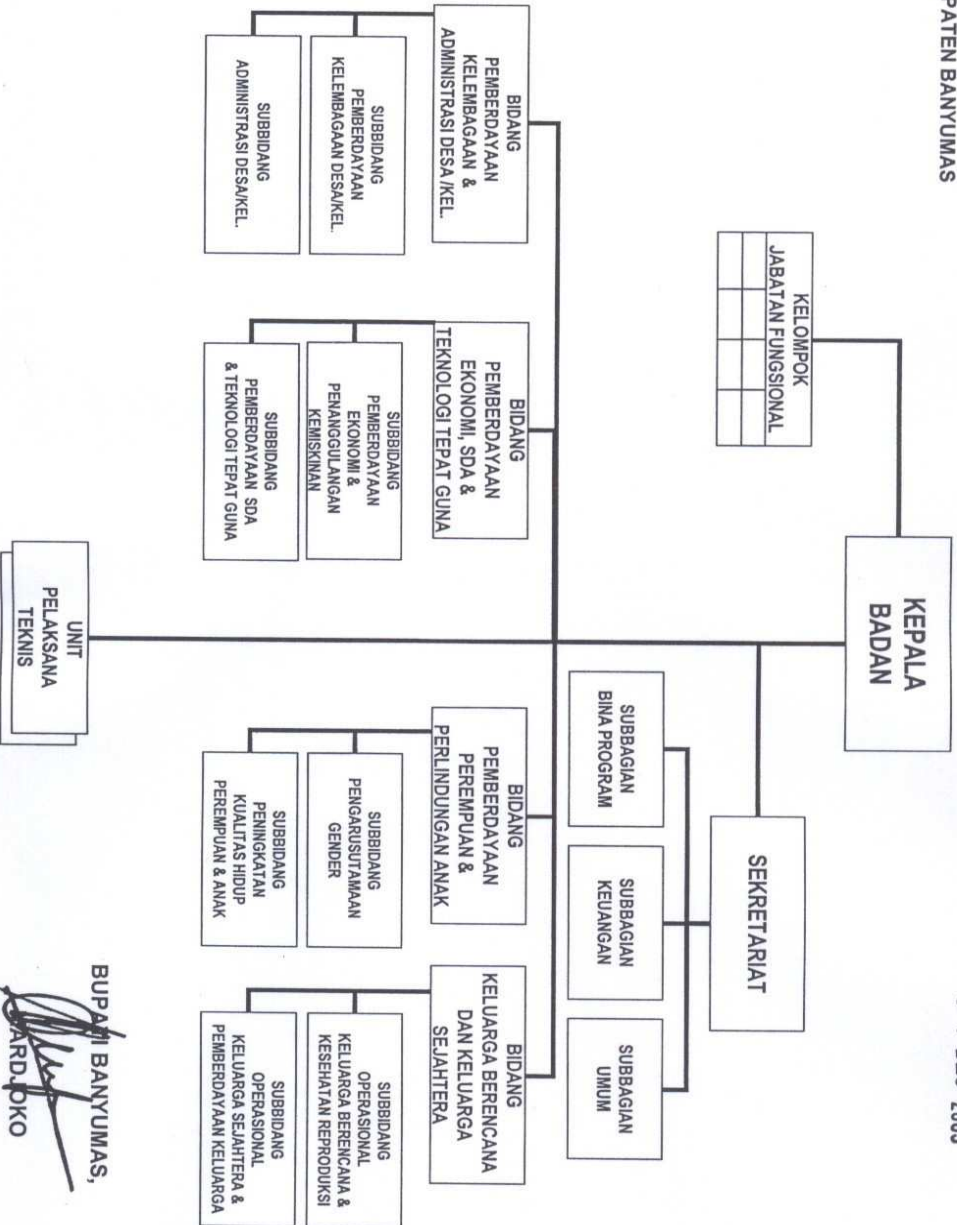 PATEN BANYUMAS
KEPALA
BADAN
KELOMPOK
JABATAN FUNGSIONAL
SEKRETARIAT
SUBBAGIAN
BINA PROGRAM
SUBBAGIAN
KEUANGAN
SUBBAGIAN
UMUM
BIDANG
PEMBERDAYAAN
KELEMBAGAAN &
ADMINISTRASI DESA /KEL.
SUBBIDANG
PEMBERDAYAAN
KELEMBAGAAN DESA/KEL.
SUBBIDANG
ADMINISTRASI DESA/KEL.
BIDANG
PEMBERDAYAAN
EKONOMI, SDA &
TEKNOLOGI TEPAT GUNA
SUBBIDANG
PEMBERDAYAAN
EKONOMI &
PENANGGULANGAN
KEMISKINAN
SUBBIDANG
PEMBERDAYAAN SDA
& TEKNOLOGI TEPAT GUNA
BIDANG
PEMBERDAYAAN
PEREMPUAN &
PERLINDUNGAN ANAK
SUBBIDANG
PENGARUSUTAMAAN
GENDER
SUBBIDANG
PENINGKATAN
KUALITAS HIDUP
PEREMPUAN & ANAK
BIDANG
KELUARGA BERENCANA
DAN KELUARGA
SEJAHTERA
SUBBIDANG
OPERASIONAL
KELUARGA BERENCANA &
KESEHATAN REPRODUKSI
SUBBIDANG
OPERASIONAL
KELUARGA SEJAHTERA &
PEMBERDAYAAN KELUARGA
UNIT
PELAKSANA
TEKNIS
BUPATI BANYUMAS,
MARDJOKO